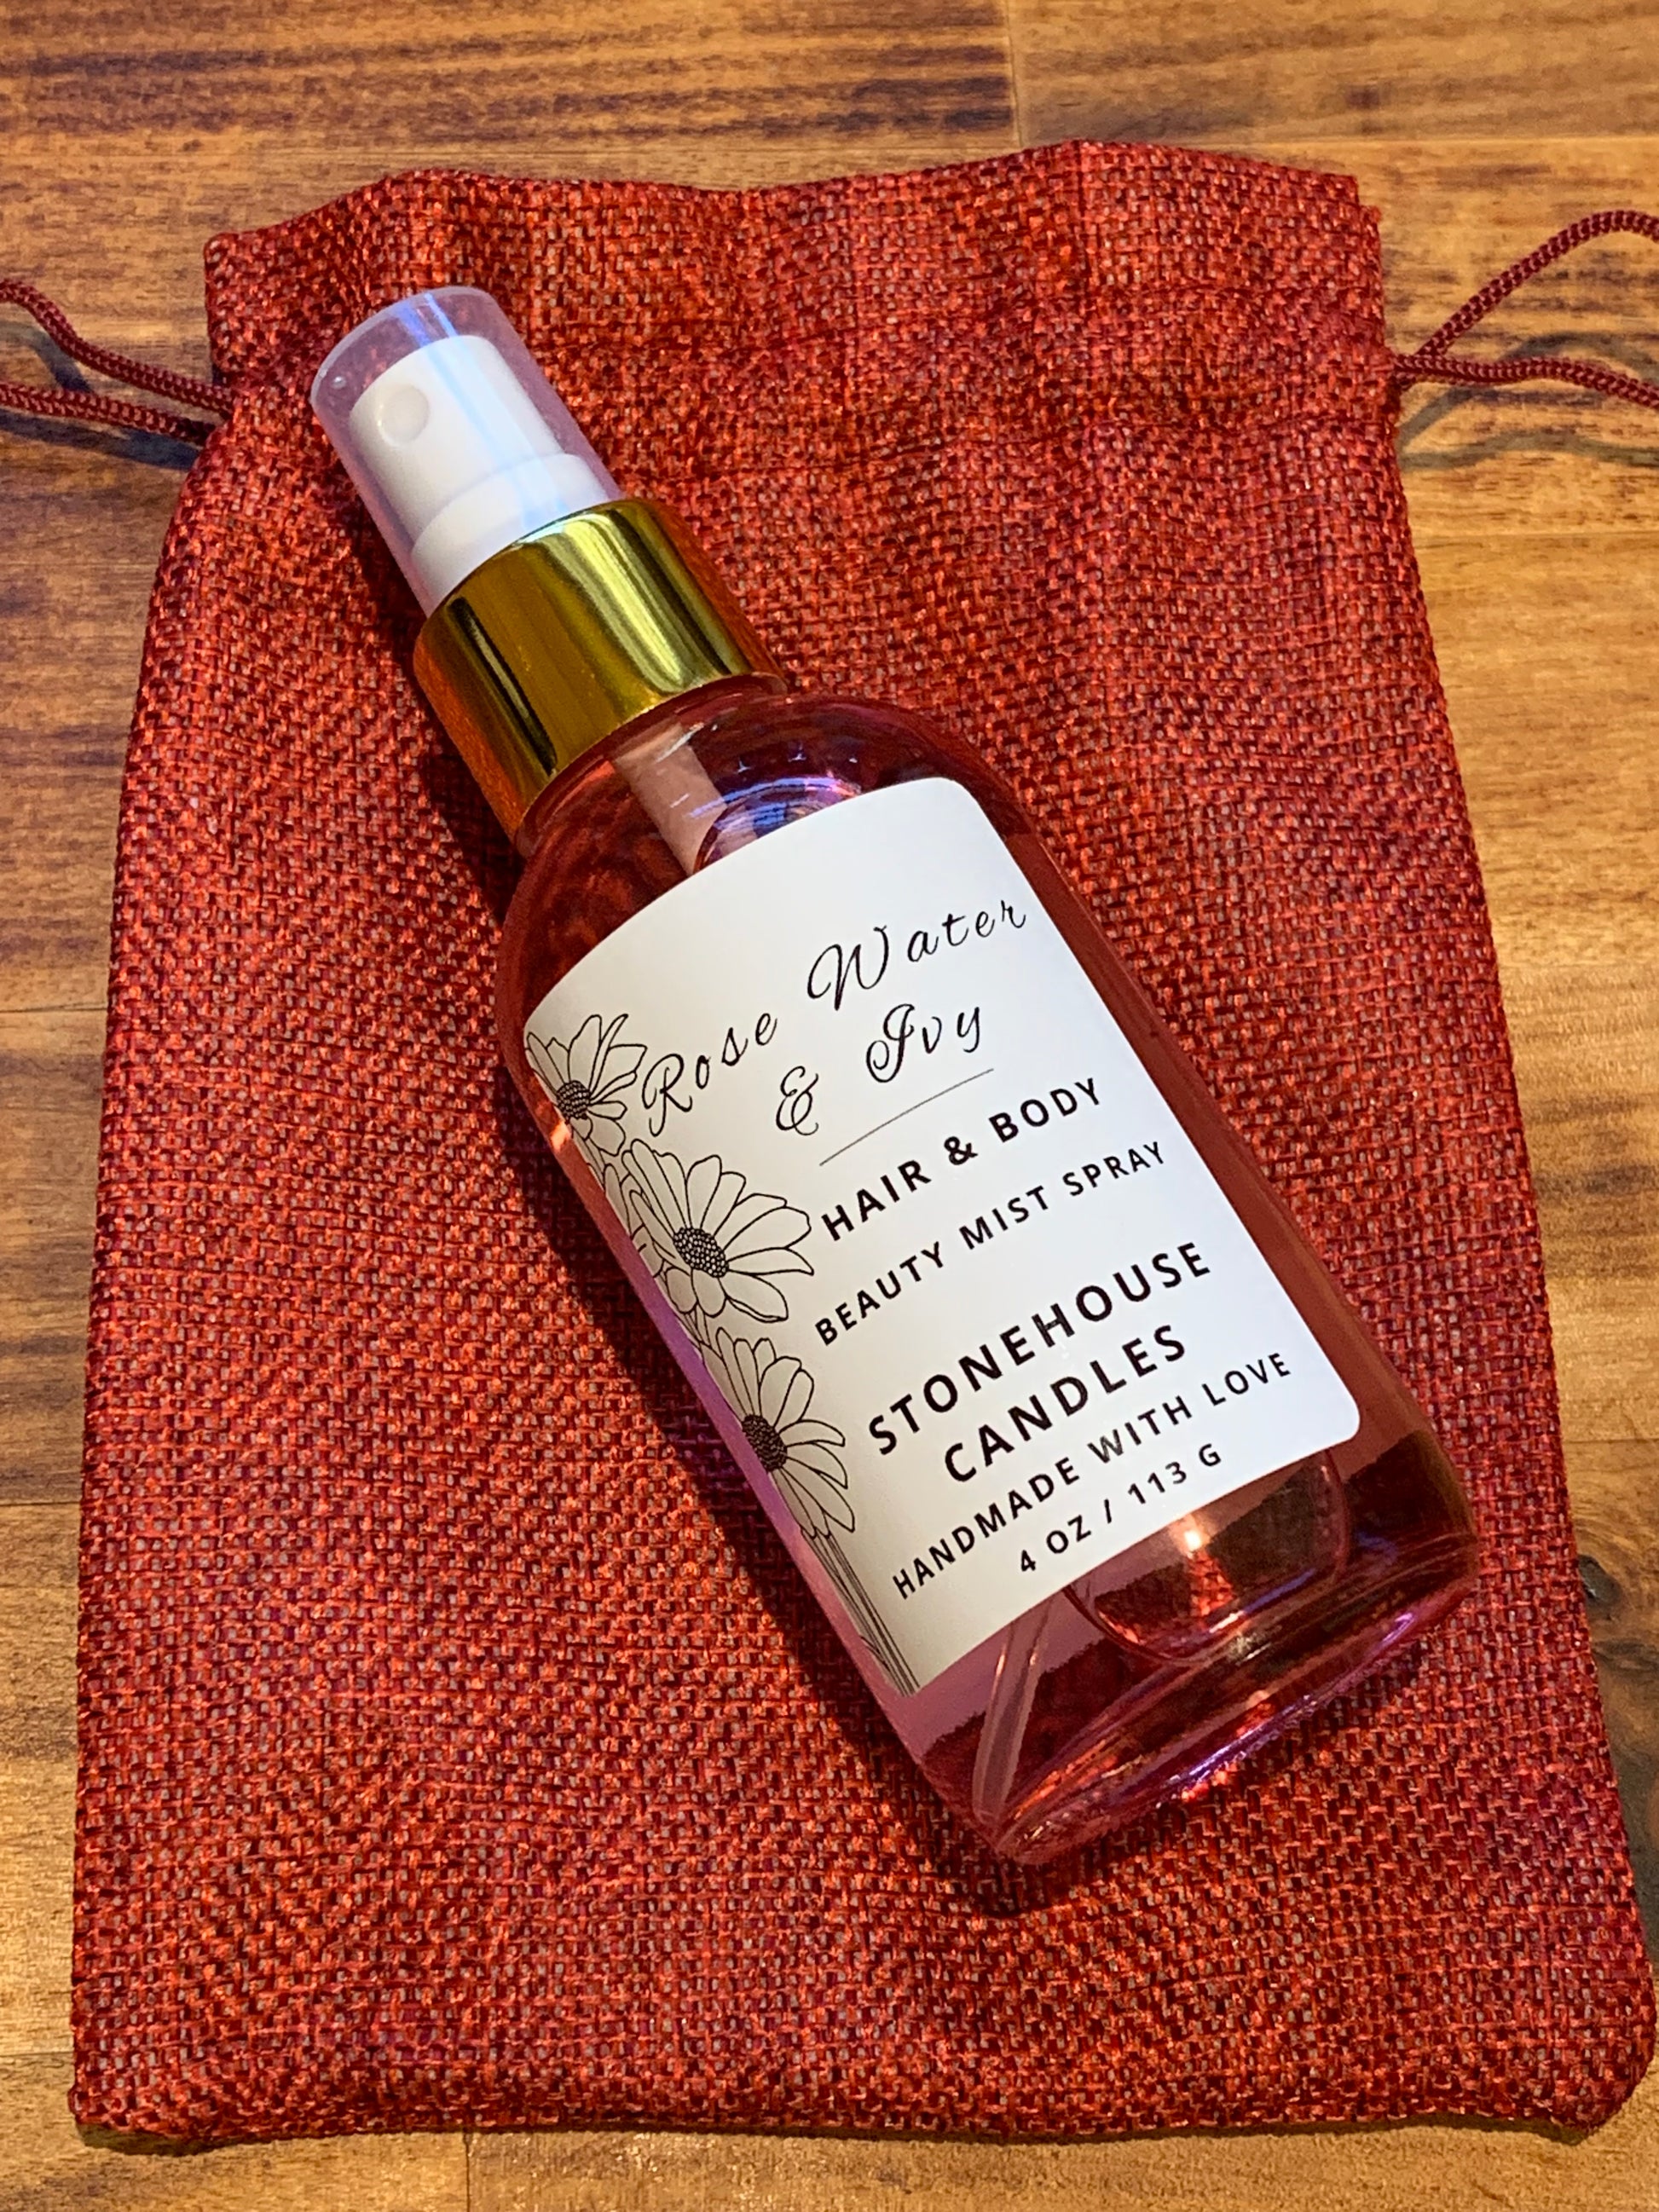 Rose Water
& Ivy
HAIR & BODY
BEAUTY MIST SPRAY
STONEHOUSE
CANDLES
HANDMADE WITH LOVE
4 OZ / 113 G